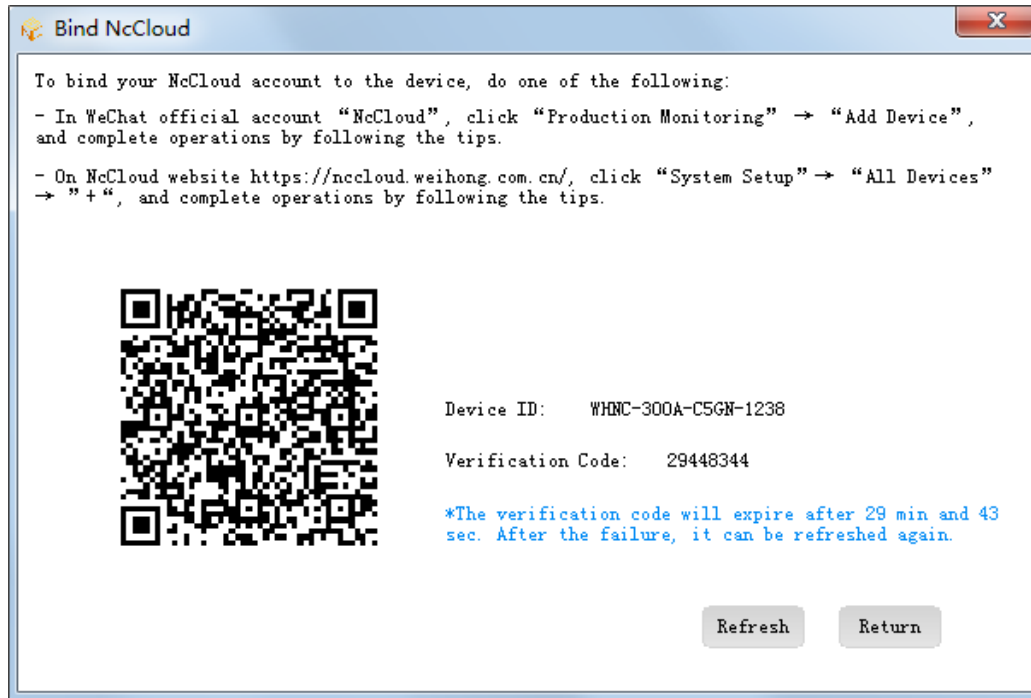 Bind NcCloud
To bind your NcCloud account to the device, do one of the following:
- In WeChat official account “NcCloud”, click “Production Monitoring” → “Add Device”,
and complete operations by following the tips.
- On NcCloud website https://nccloud.weihong.com.cn/, click “System Setup”→ “All Devices”
→ ”+“, and complete operations by following the tips.
Device ID: WHNC-300A-C5GN-1238
Verification Code: 29448344
*The verification code will expire after 29 min and 43
sec. After the failure, it can be refreshed again.
Refresh Return